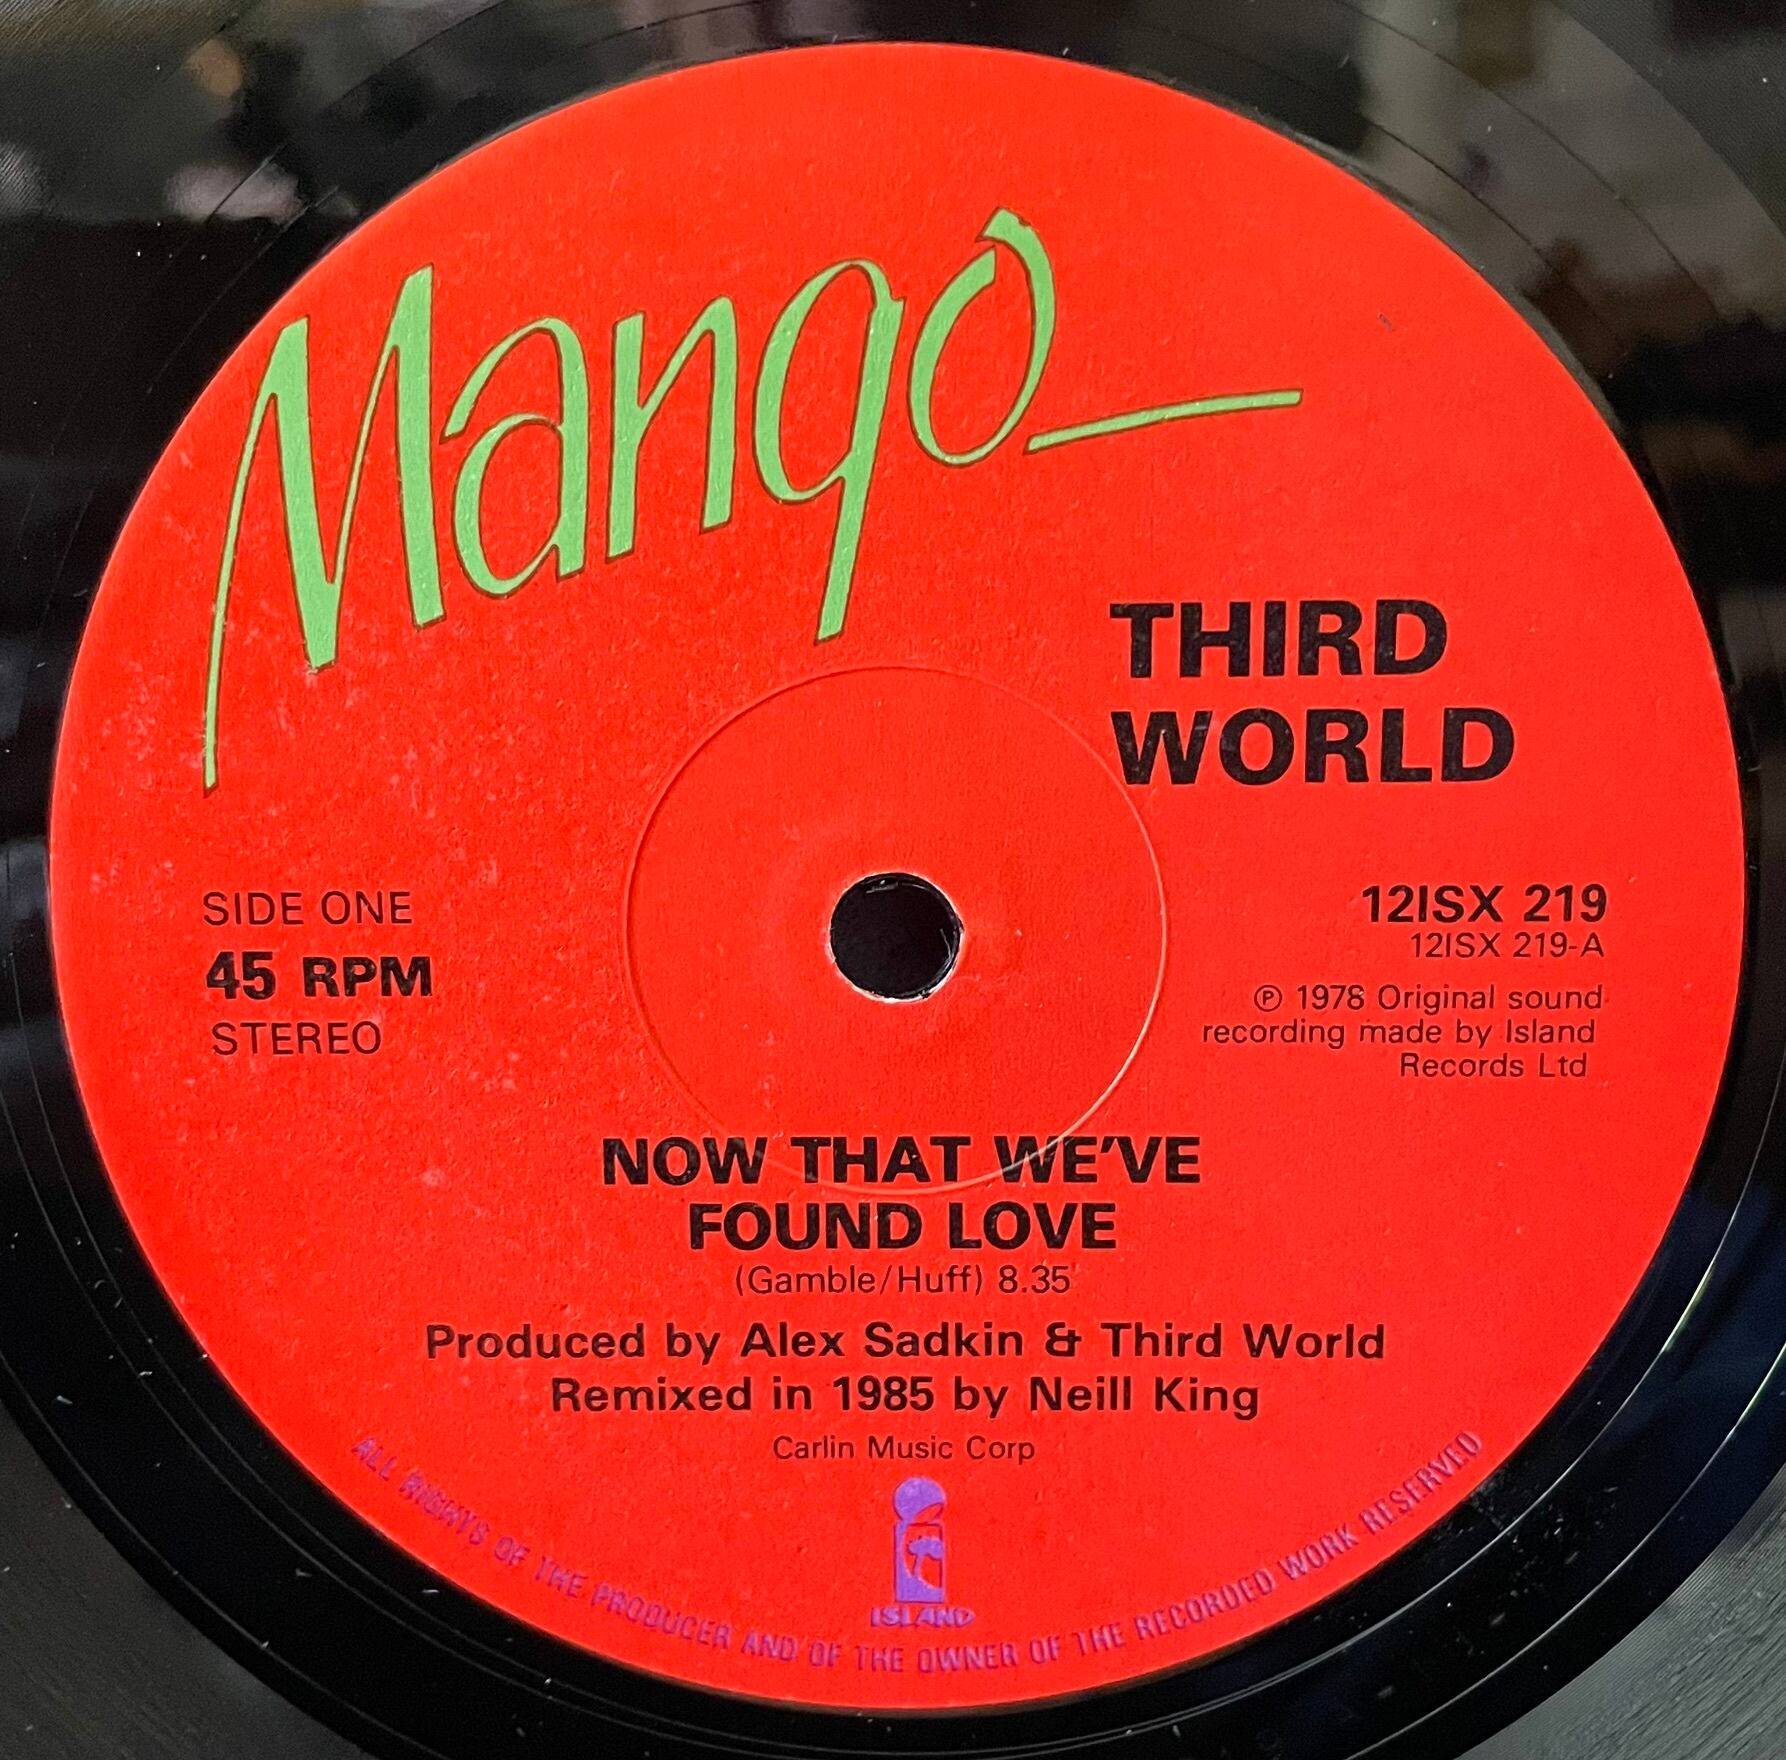 Mango
THIRD
WORLD
SIDE ONE
45 RPM
STEREO
12ISX 219
12ISX 219-A
℗ 1978 Original sound
recording made by Island
Records Ltd
NOW THAT WE'VE
FOUND LOVE
(Gamble/Huff) 8.35
Produced by Alex Sadkin & Third World
Remixed in 1985 by Neill King
Carlin Music Corp
ISLAND
ALL RIGHTS OF THE PRODUCER AND OF THE OWNER OF THE RECORDED WORK RESERVED